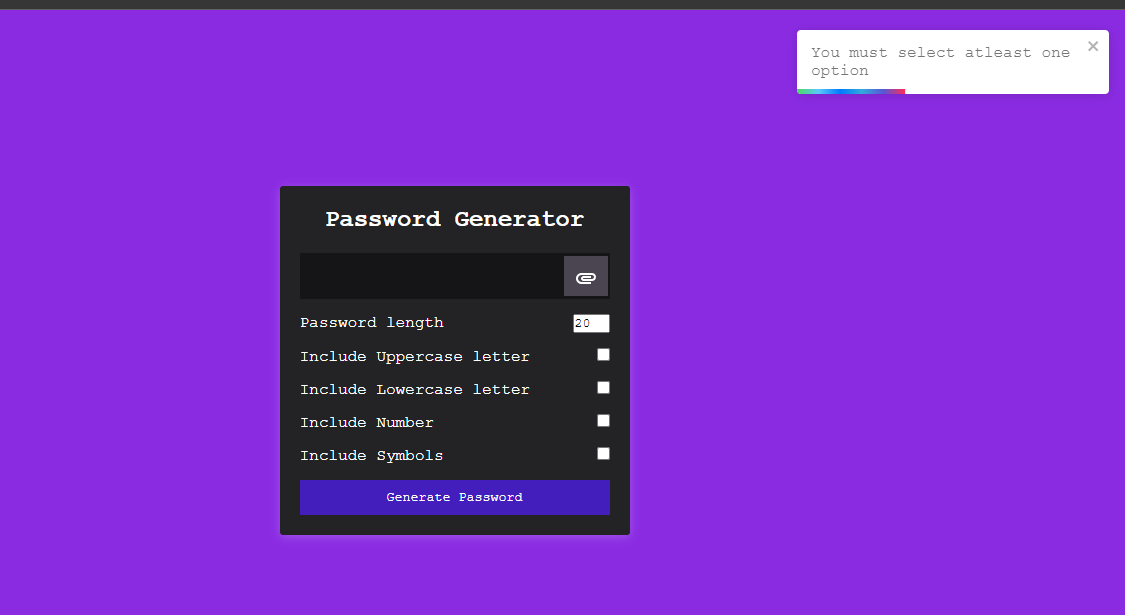 You must select atleast one
option
Password Generator
Password length 20
Include Uppercase letter
Include Lowercase letter
Include Number
Include Symbols
Generate Password